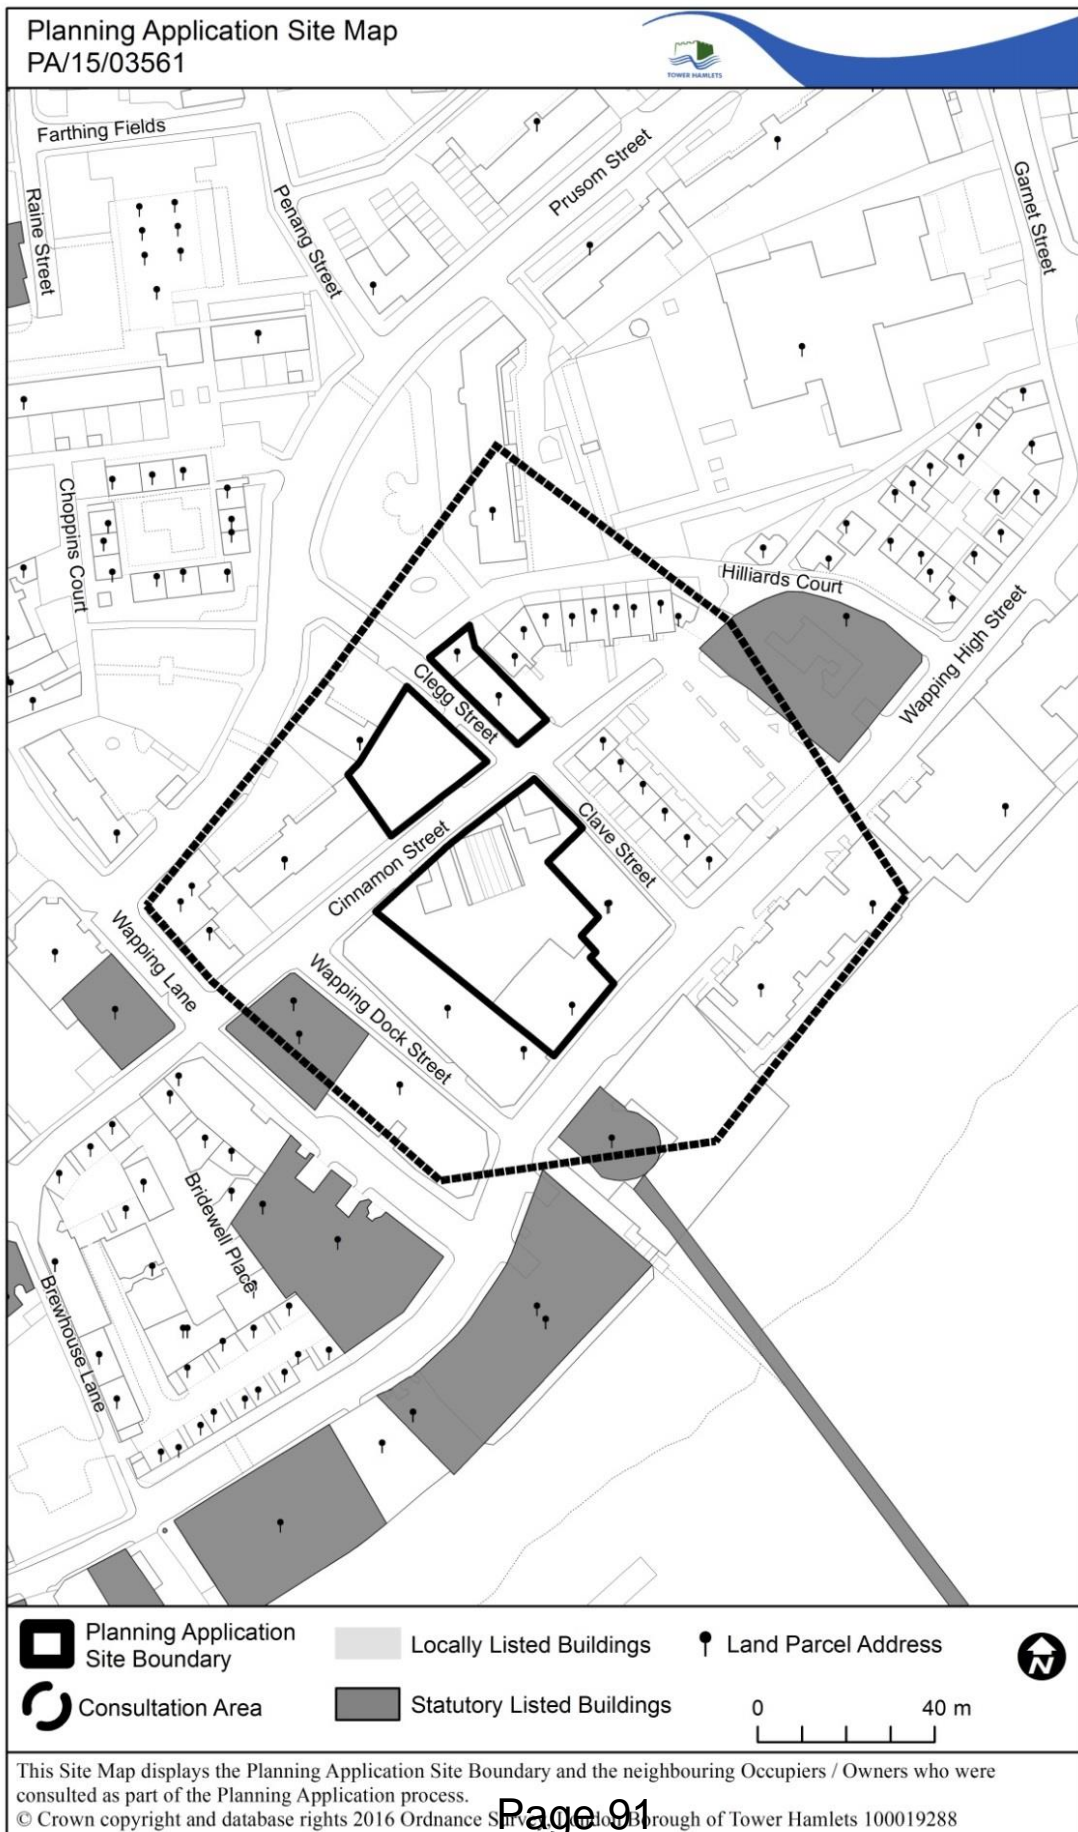 Planning Application Site Map
PA/15/03561
TOWER HAMLETS
Farthing Fields
Raine Street
Penang Street
Prusom Street
Garnet Street
Choppins Court
Hilliards Court
Wapping High Street
Clegg Street
Cinnamon Street
Clave Street
Wapping Lane
Wapping Dock Street
Bridewell Place
Brewhouse Lane
Planning Application
Site Boundary
Locally Listed Buildings
Land Parcel Address
N
Consultation Area
Statutory Listed Buildings
0 40 m
This Site Map displays the Planning Application Site Boundary and the neighbouring Occupiers / Owners who were
consulted as part of the Planning Application process.
© Crown copyright and database rights 2016 Ordnance Survey, London Borough of Tower Hamlets 100019288
Page 91